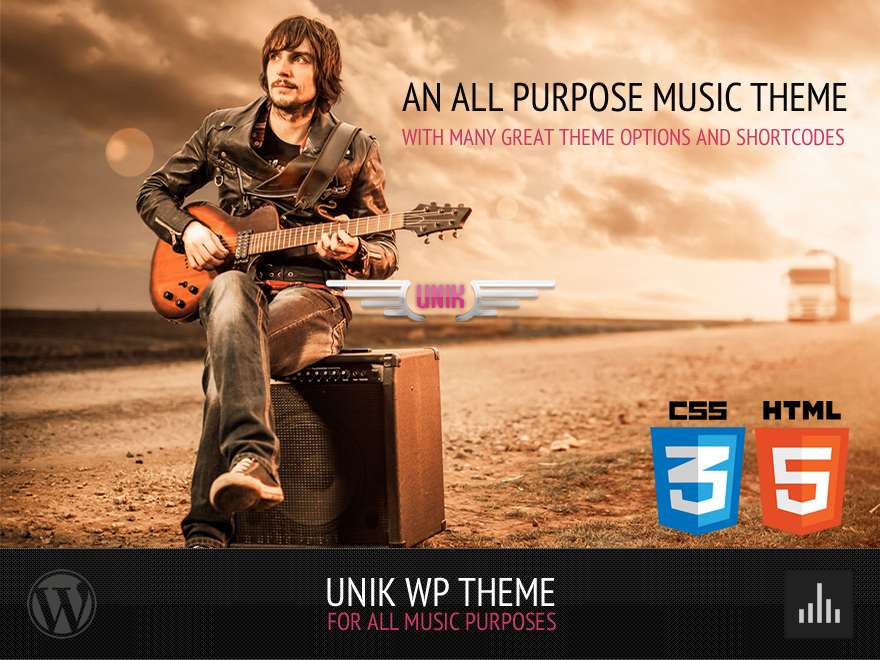 AN ALL PURPOSE MUSIC THEME
WITH MANY GREAT THEME OPTIONS AND SHORTCODES
UNIK
CSS HTML
3 5
W
UNIK WP THEME
FOR ALL MUSIC PURPOSES